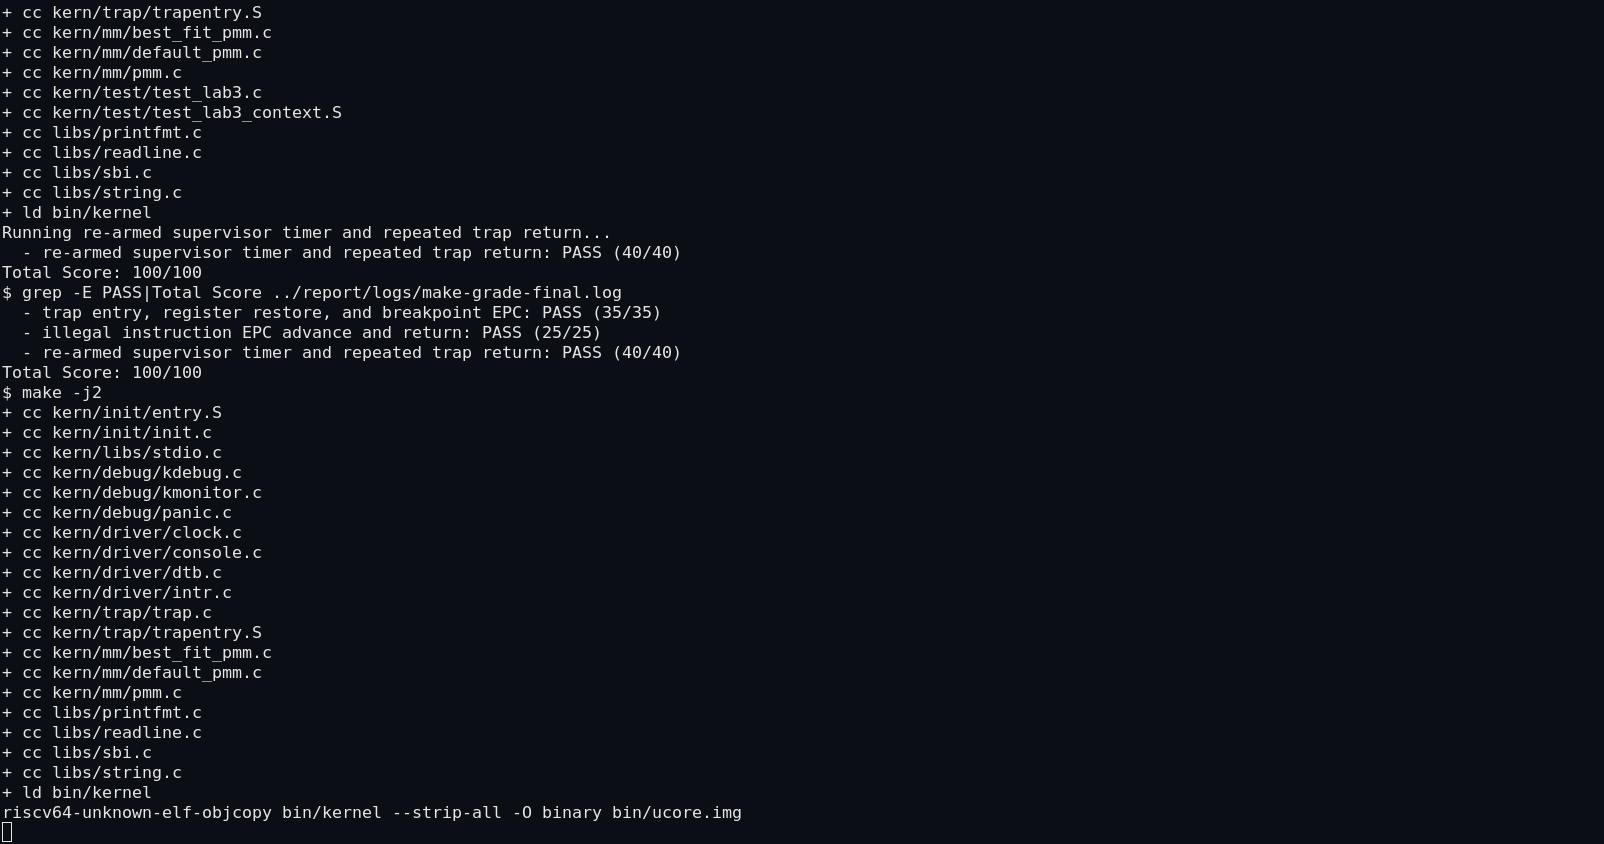 + cc kern/trap/trapentry.S
+ cc kern/mm/best_fit_pmm.c
+ cc kern/mm/default_pmm.c
+ cc kern/mm/pmm.c
+ cc kern/test/test_lab3.c
+ cc kern/test/test_lab3_context.S
+ cc libs/printfmt.c
+ cc libs/readline.c
+ cc libs/sbi.c
+ cc libs/string.c
+ ld bin/kernel
Running re-armed supervisor timer and repeated trap return...
  - re-armed supervisor timer and repeated trap return: PASS (40/40)
Total Score: 100/100
$ grep -E PASS|Total Score ../report/logs/make-grade-final.log
  - trap entry, register restore, and breakpoint EPC: PASS (35/35)
  - illegal instruction EPC advance and return: PASS (25/25)
  - re-armed supervisor timer and repeated trap return: PASS (40/40)
Total Score: 100/100
$ make -j2
+ cc kern/init/entry.S
+ cc kern/init/init.c
+ cc kern/libs/stdio.c
+ cc kern/debug/kdebug.c
+ cc kern/debug/kmonitor.c
+ cc kern/debug/panic.c
+ cc kern/driver/clock.c
+ cc kern/driver/console.c
+ cc kern/driver/dtb.c
+ cc kern/driver/intr.c
+ cc kern/trap/trap.c
+ cc kern/trap/trapentry.S
+ cc kern/mm/best_fit_pmm.c
+ cc kern/mm/default_pmm.c
+ cc kern/mm/pmm.c
+ cc libs/printfmt.c
+ cc libs/readline.c
+ cc libs/sbi.c
+ cc libs/string.c
+ ld bin/kernel
riscv64-unknown-elf-objcopy bin/kernel --strip-all -O binary bin/ucore.img